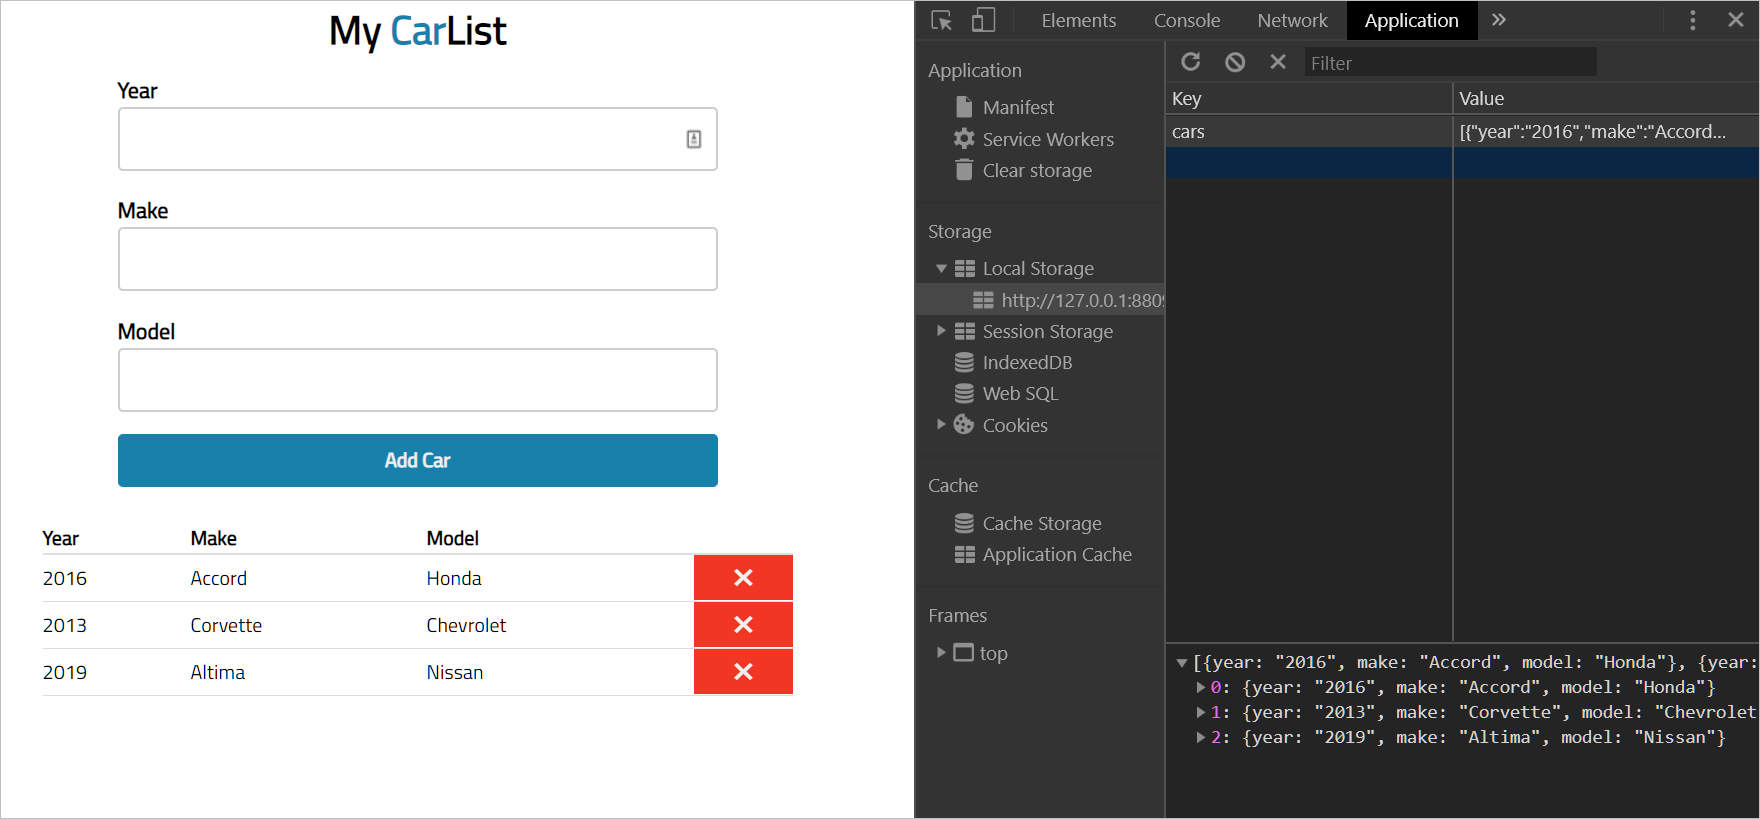 My CarList
Year
Make
Model
Add Car
Year Make Model
2016 Accord Honda
2013 Corvette Chevrolet
2019 Altima Nissan
Elements Console Network Application
Application
Manifest
Service Workers
Clear storage
Storage
Local Storage
http://127.0.0.1:8809
Session Storage
IndexedDB
Web SQL
Cookies
Cache
Cache Storage
Application Cache
Frames
top
Filter
Key Value
cars [{"year":"2016","make":"Accord...
[{year: "2016", make: "Accord", model: "Honda"}, {year:
0: {year: "2016", make: "Accord", model: "Honda"}
1: {year: "2013", make: "Corvette", model: "Chevrolet
2: {year: "2019", make: "Altima", model: "Nissan"}